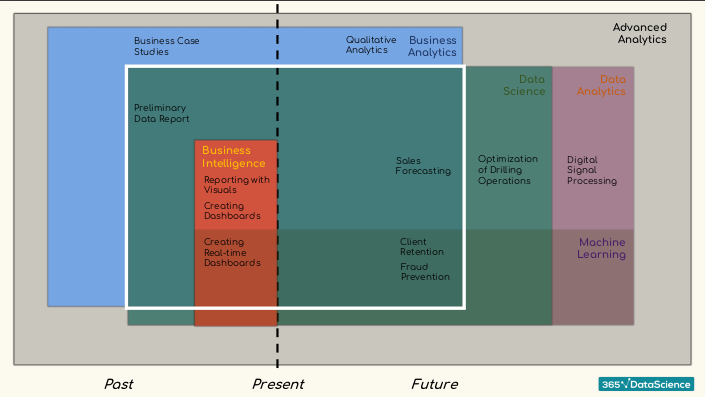 Advanced
Analytics
Business Case
Studies
Qualitative
Analytics
Business
Analytics
Data
Science
Data
Analytics
Preliminary
Data Report
Business
Intelligence
Reporting with
Visuals
Creating
Dashboards
Sales
Forecasting
Optimization
of Drilling
Operations
Digital
Signal
Processing
Creating
Real-time
Dashboards
Client
Retention
Fraud
Prevention
Machine
Learning
Past
Present
Future
365°√DataScience